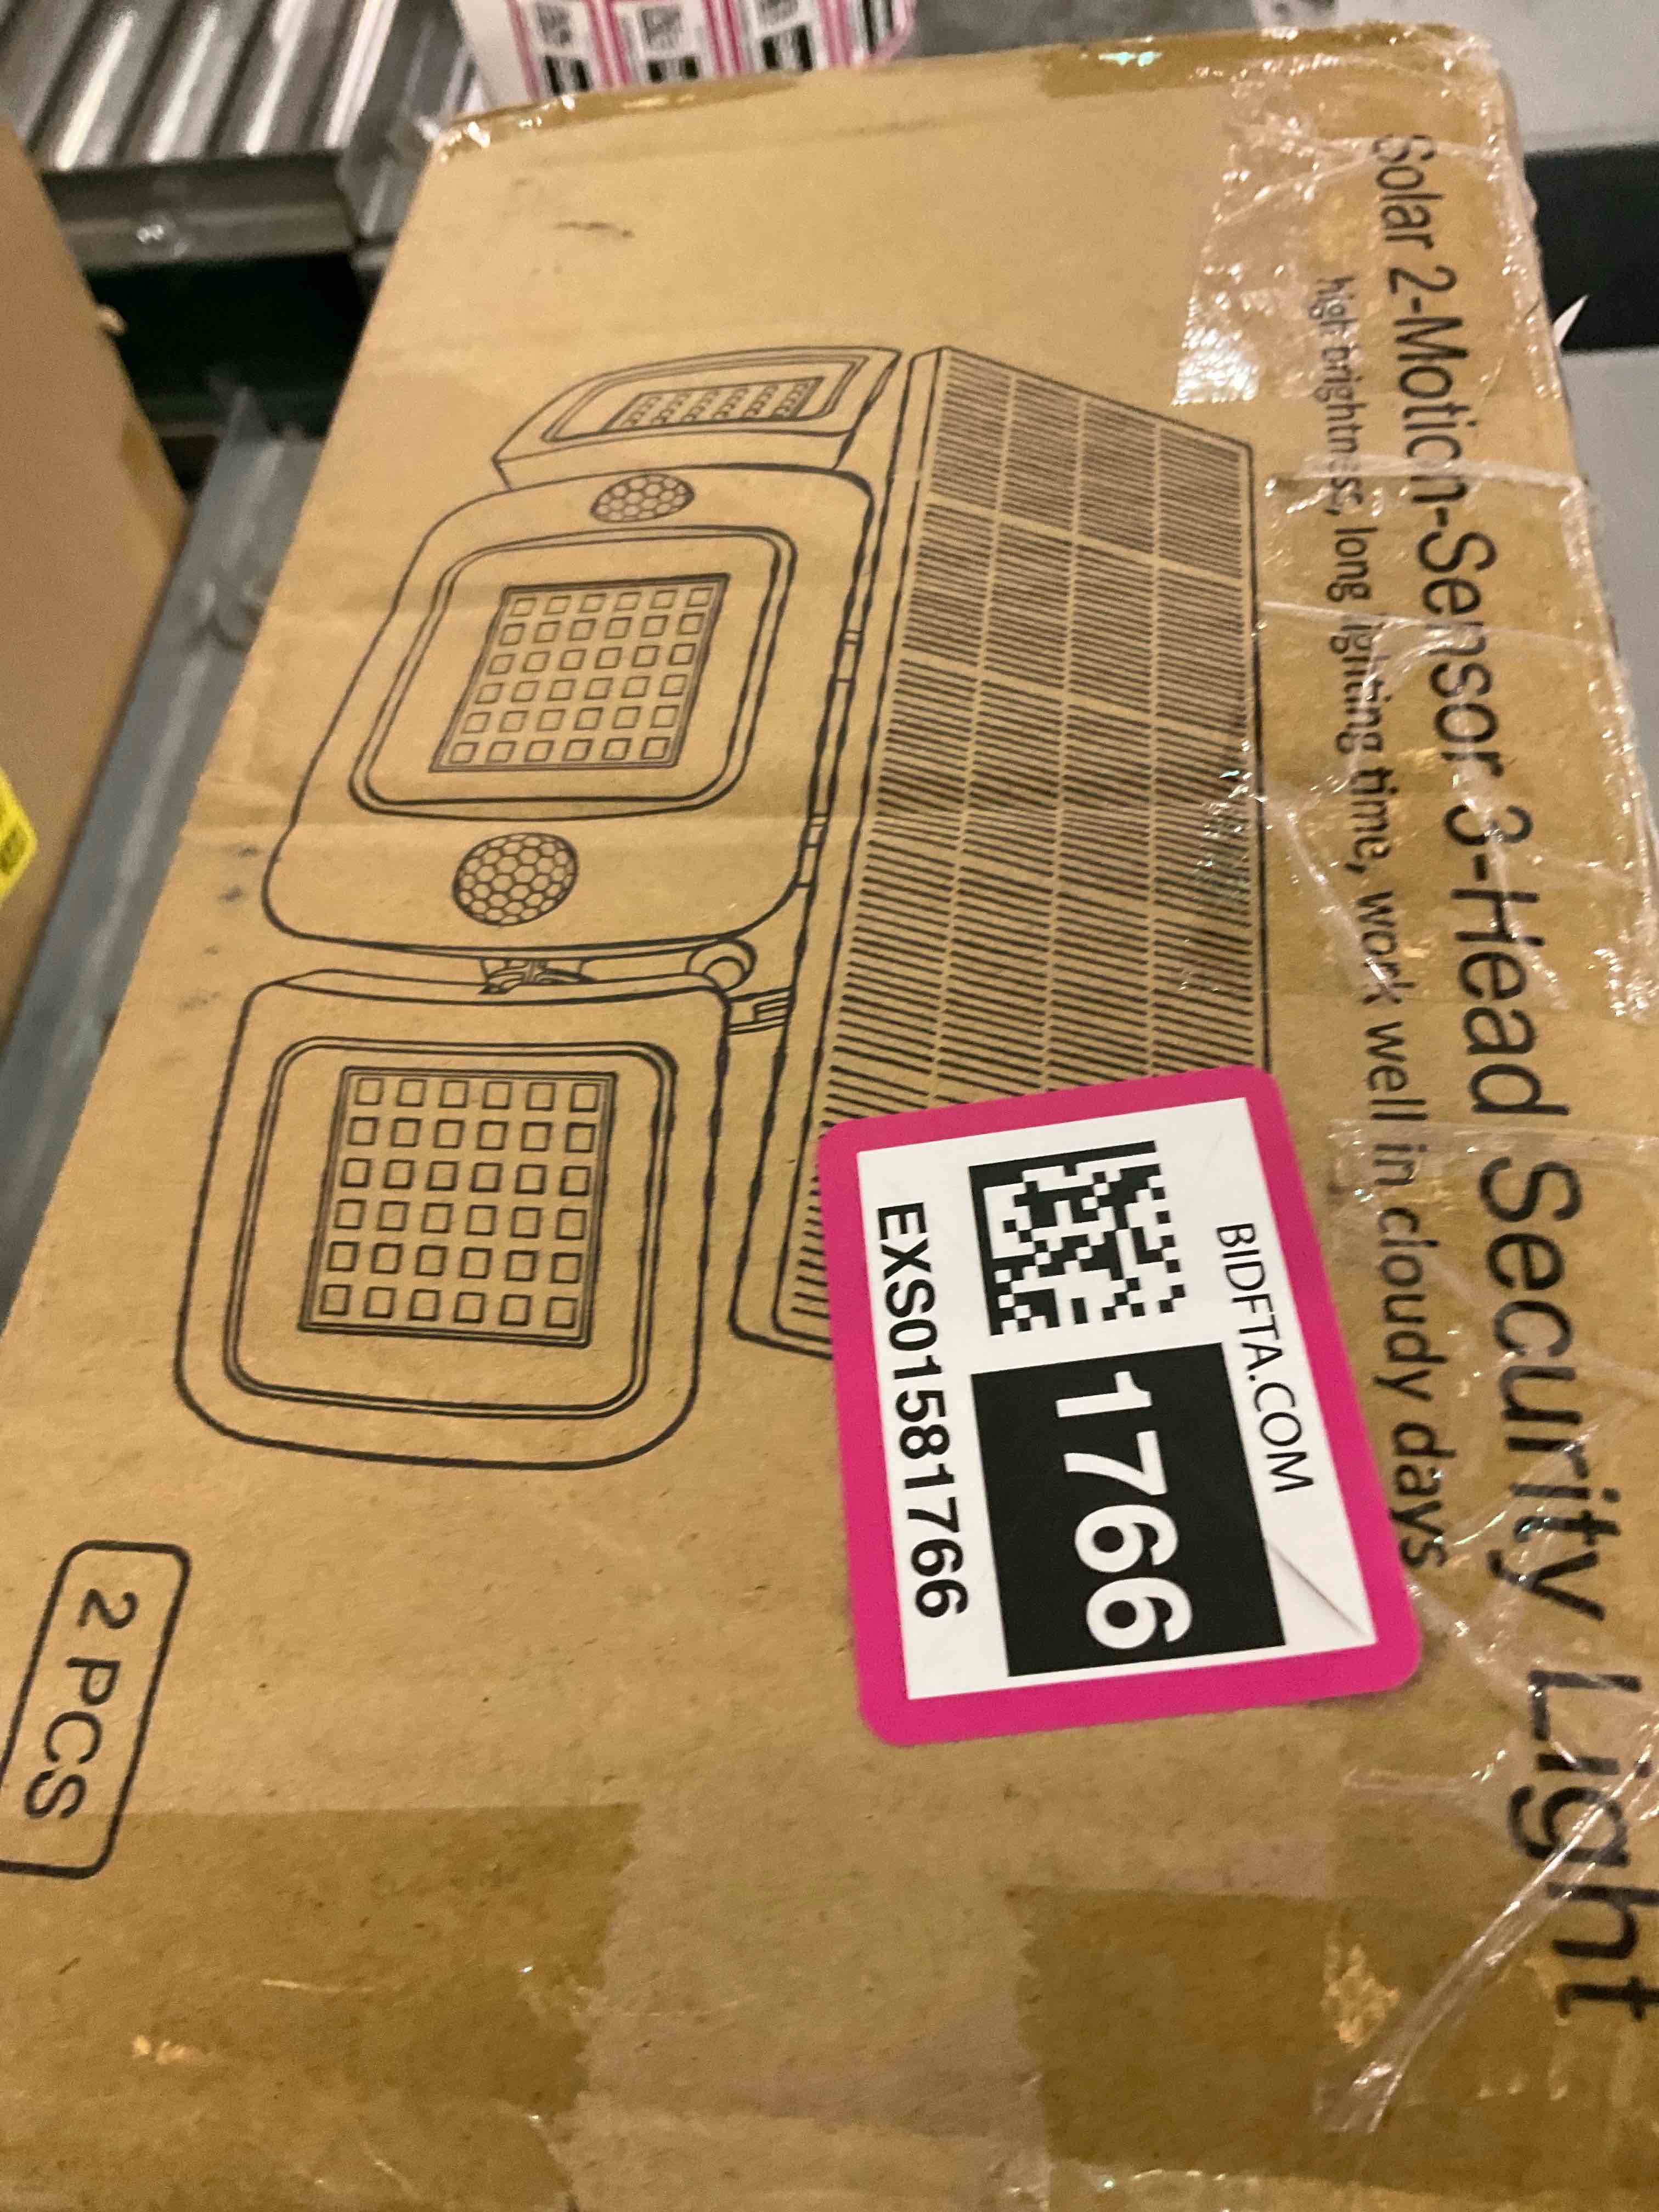 Solar 2-Motion-Sensor 3-Head Security Light
high brightness, long lighting time, work well in cloudy days
BIDFTA.COM
1766
EXS01581766
2 PCS